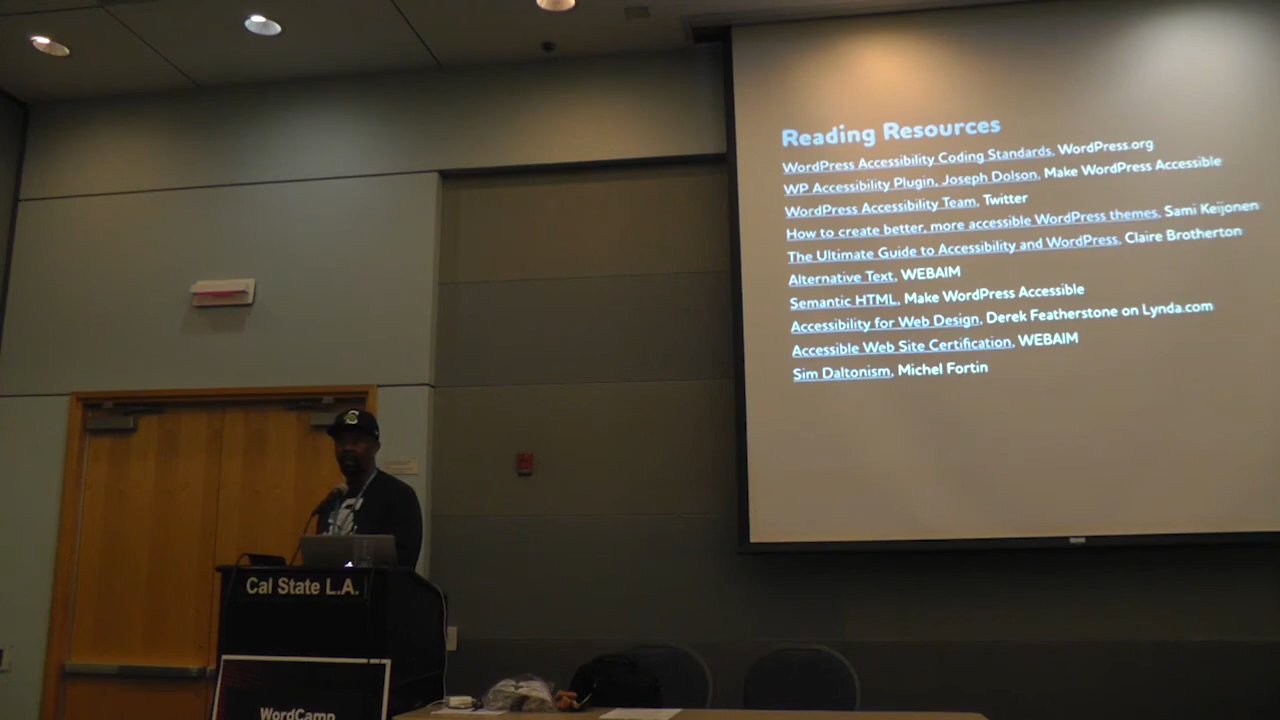 Reading Resources
WordPress Accessibility Coding Standards, WordPress.org
WP Accessibility Plugin, Joseph Dolson, Make WordPress Accessible
WordPress Accessibility Team, Twitter
How to create better, more accessible WordPress themes, Sami Keijonen
The Ultimate Guide to Accessibility and WordPress, Claire Brotherton
Alternative Text, WEBAIM
Semantic HTML, Make WordPress Accessible
Accessibility for Web Design, Derek Featherstone on Lynda.com
Accessible Web Site Certification, WEBAIM
Sim Daltonism, Michel Fortin
Cal State L.A.
WordCamp